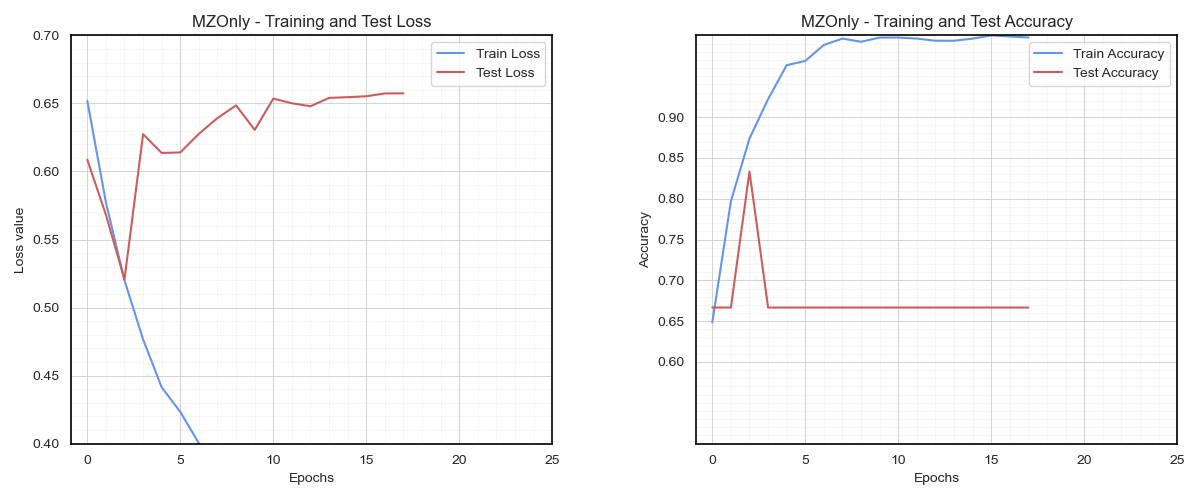 MZOnly - Training and Test Loss
0.70
0.65
0.60
0.55
0.50
0.45
0.40
Loss value
0 5 10 15 20 25
Epochs
Train Loss
Test Loss
MZOnly - Training and Test Accuracy
0.90
0.85
0.80
0.75
0.70
0.65
0.60
Accuracy
0 5 10 15 20 25
Epochs
Train Accuracy
Test Accuracy